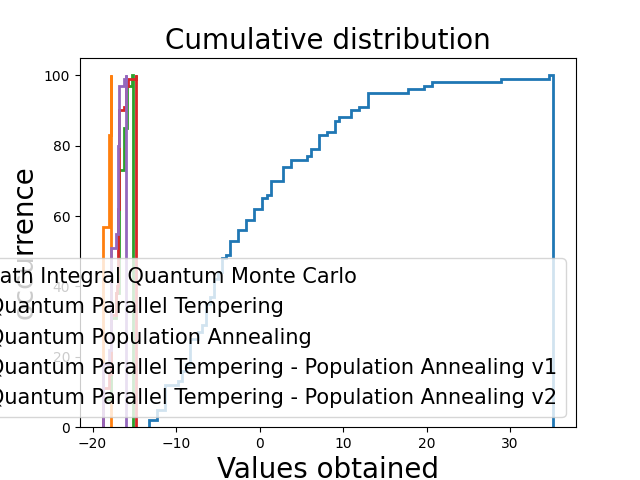 Cumulative distribution
100
80
60
40
20
0
occurrence
ath Integral Quantum Monte Carlo
Quantum Parallel Tempering
Quantum Population Annealing
Quantum Parallel Tempering - Population Annealing v1
Quantum Parallel Tempering - Population Annealing v2
−20 −10 0 10 20 30
Values obtained